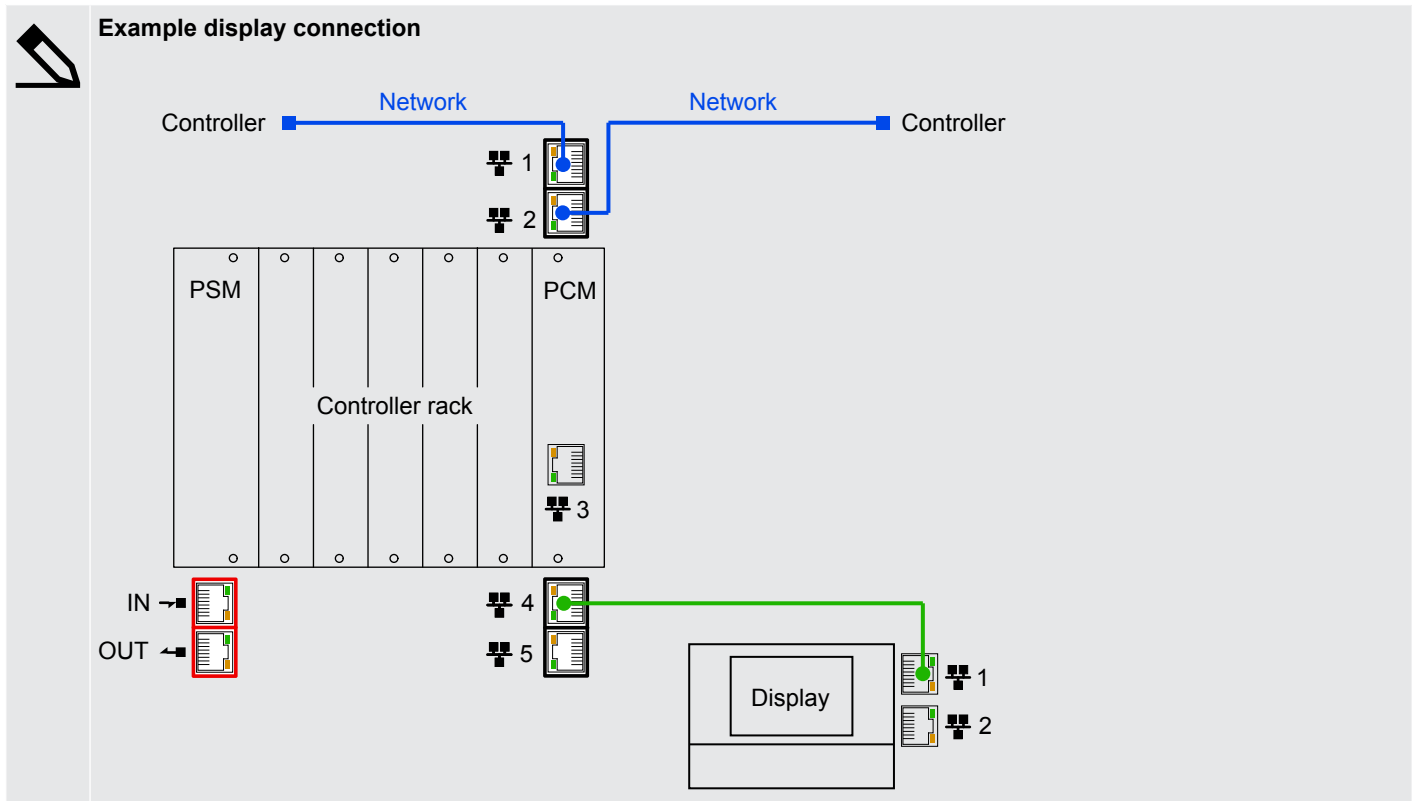 Example display connection
Network Network
Controller Controller
1
2
PSM PCM
Controller rack
3
IN 4
OUT 5
1
Display
2